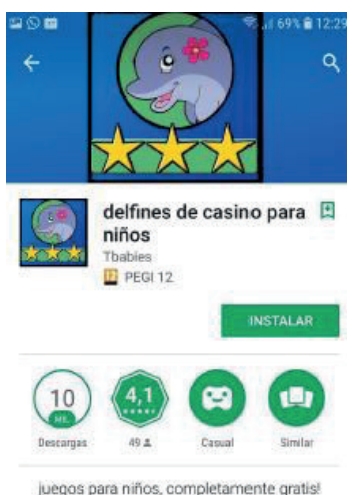 69% 12:29
delfines de casino para
niños
Tbabies
12 PEGI 12
INSTALAR
10
MIL
4,1
Descargas
49
Casual
Similar
juegos para niños, completamente gratis!